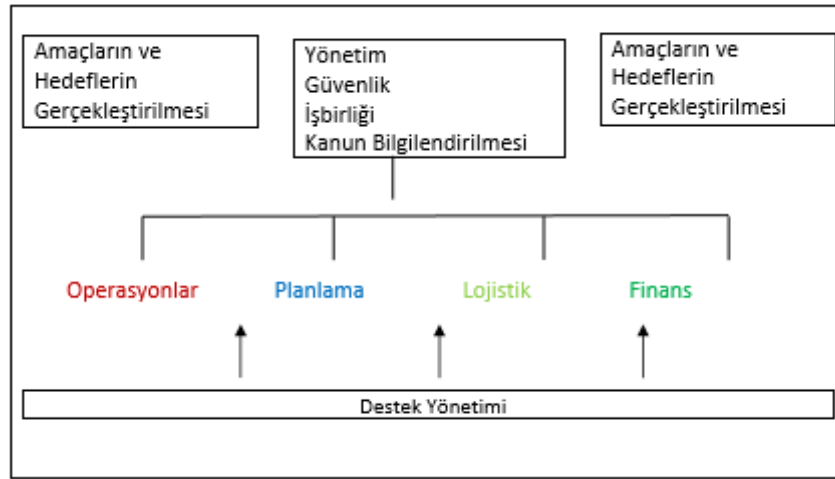 Amaçların ve
Hedeflerin
Gerçekleştirilmesi
Yönetim
Güvenlik
İşbirliği
Kanun Bilgilendirilmesi
Amaçların ve
Hedeflerin
Gerçekleştirilmesi
Operasyonlar Planlama Lojistik Finans
Destek Yönetimi